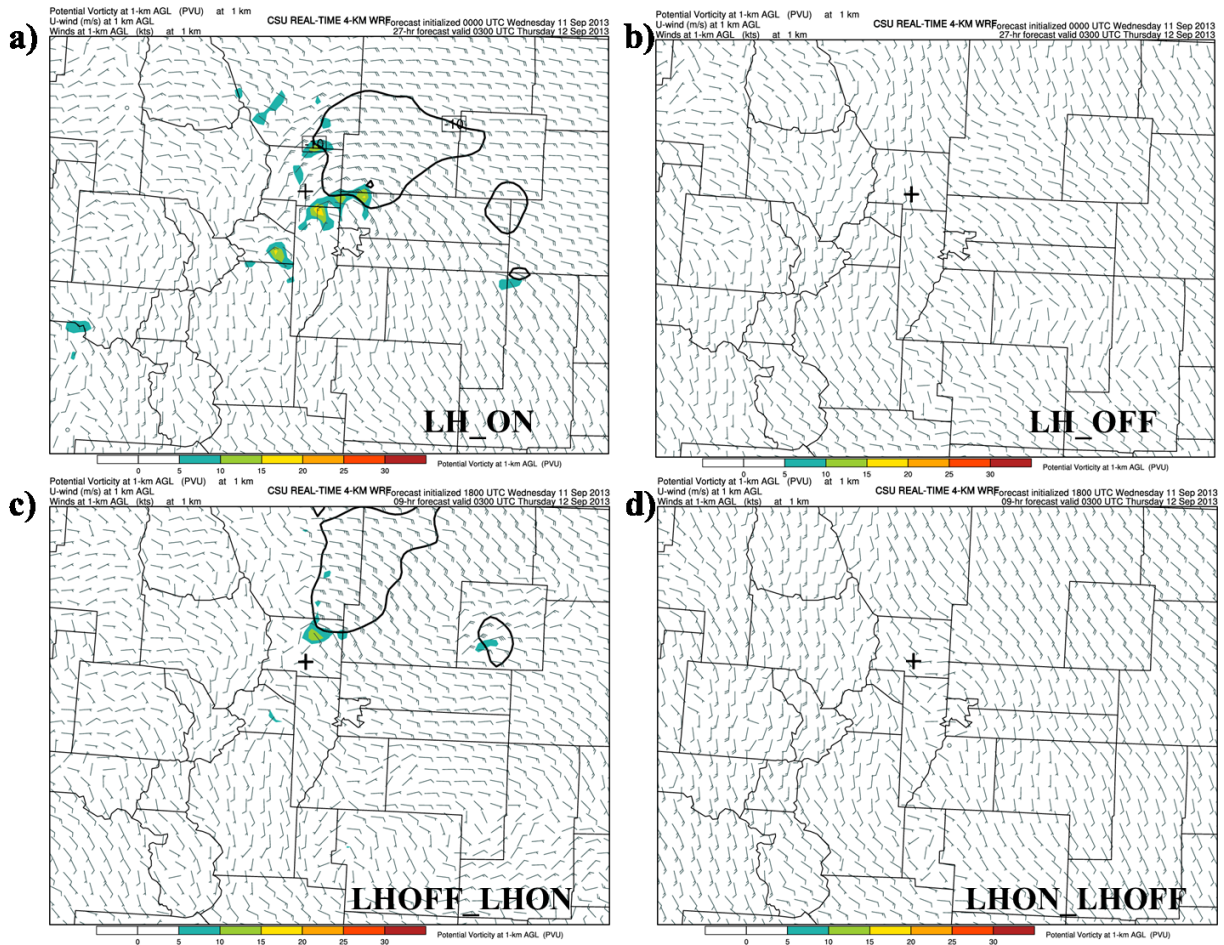 Potential Vorticity at 1-km AGL (PVU) at 1 km
U-wind (m/s) at 1 km AGL
Winds at 1-km AGL (kts) at 1 km
CSU REAL-TIME 4-KM WRF
Forecast initialized 0000 UTC Wednesday 11 Sep 2013
27-hr forecast valid 0300 UTC Thursday 12 Sep 2013
a)
-10
-10
LH_ON
0 5 10 15 20 25 30 Potential Vorticty at 1-km AGL (PVU)
Potential Vorticity at 1-km AGL (PVU) at 1 km
U-wind (m/s) at 1 km AGL
Winds at 1-km AGL (kts) at 1 km
CSU REAL-TIME 4-KM WRF
Forecast initialized 0000 UTC Wednesday 11 Sep 2013
27-hr forecast valid 0300 UTC Thursday 12 Sep 2013
b)
LH_OFF
0 5 10 15 20 25 30 Potential Vorticty at 1-km AGL (PVU)
Potential Vorticity at 1-km AGL (PVU) at 1 km
U-wind (m/s) at 1 km AGL
Winds at 1-km AGL (kts) at 1 km
CSU REAL-TIME 4-KM WRF
Forecast initialized 1800 UTC Wednesday 11 Sep 2013
09-hr forecast valid 0300 UTC Thursday 12 Sep 2013
c)
LHOFF_LHON
0 5 10 15 20 25 30 Potential Vorticty at 1-km AGL (PVU)
Potential Vorticity at 1-km AGL (PVU) at 1 km
U-wind (m/s) at 1 km AGL
Winds at 1-km AGL (kts) at 1 km
CSU REAL-TIME 4-KM WRF
Forecast initialized 1800 UTC Wednesday 11 Sep 2013
09-hr forecast valid 0300 UTC Thursday 12 Sep 2013
d)
LHON_LHOFF
0 5 10 15 20 25 30 Potential Vorticty at 1-km AGL (PVU)